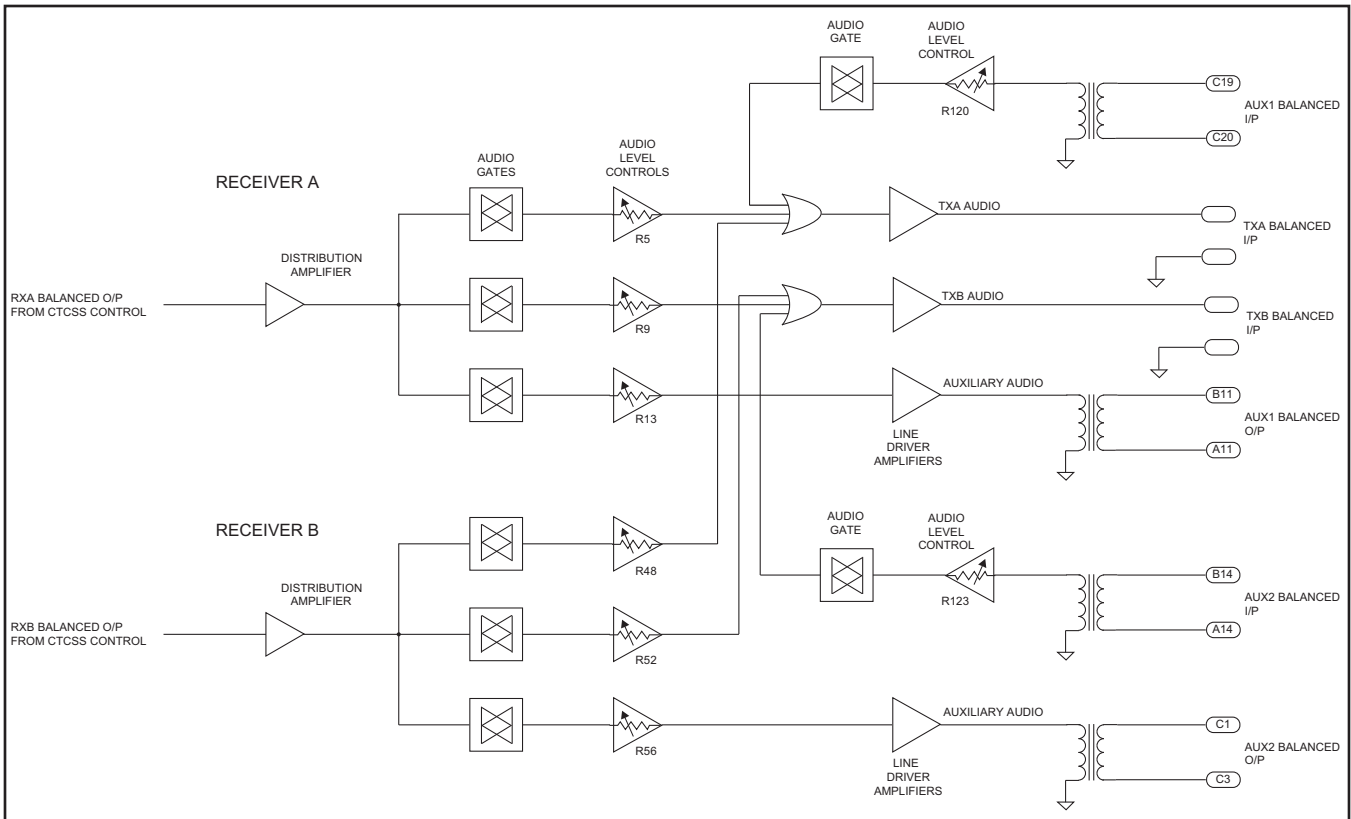 AUDIO
GATE
AUDIO
LEVEL
CONTROL
R120
C19
AUX1 BALANCED
I/P
C20
RECEIVER A
AUDIO
GATES
AUDIO
LEVEL
CONTROLS
R5
TXA AUDIO
TXA BALANCED
I/P
DISTRIBUTION
AMPLIFIER
RXA BALANCED O/P
FROM CTCSS CONTROL
R9
TXB AUDIO
TXB BALANCED
I/P
R13
AUXILIARY AUDIO
LINE
DRIVER
AMPLIFIERS
B11
AUX1 BALANCED
O/P
A11
RECEIVER B
R48
AUDIO
GATE
AUDIO
LEVEL
CONTROL
R123
B14
AUX2 BALANCED
I/P
A14
DISTRIBUTION
AMPLIFIER
RXB BALANCED O/P
FROM CTCSS CONTROL
R52
R56
AUXILIARY AUDIO
LINE
DRIVER
AMPLIFIERS
C1
AUX2 BALANCED
O/P
C3